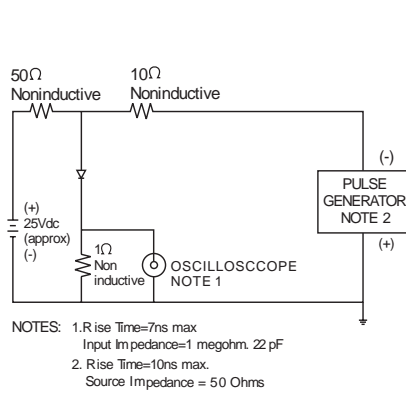 50Ω
Noninductive
10Ω
Noninductive
(-)
PULSE
GENERATOR
NOTE 2
(+)
(+)
25Vdc
(approx)
(-)
1Ω
Non
inductive
OSCILLOSCCOPE
NOTE 1
NOTES: 1.Rise Time=7ns max
Input Impedance=1 megohm. 22 pF
2. Rise Time=10ns max.
Source Impedance = 50 Ohms